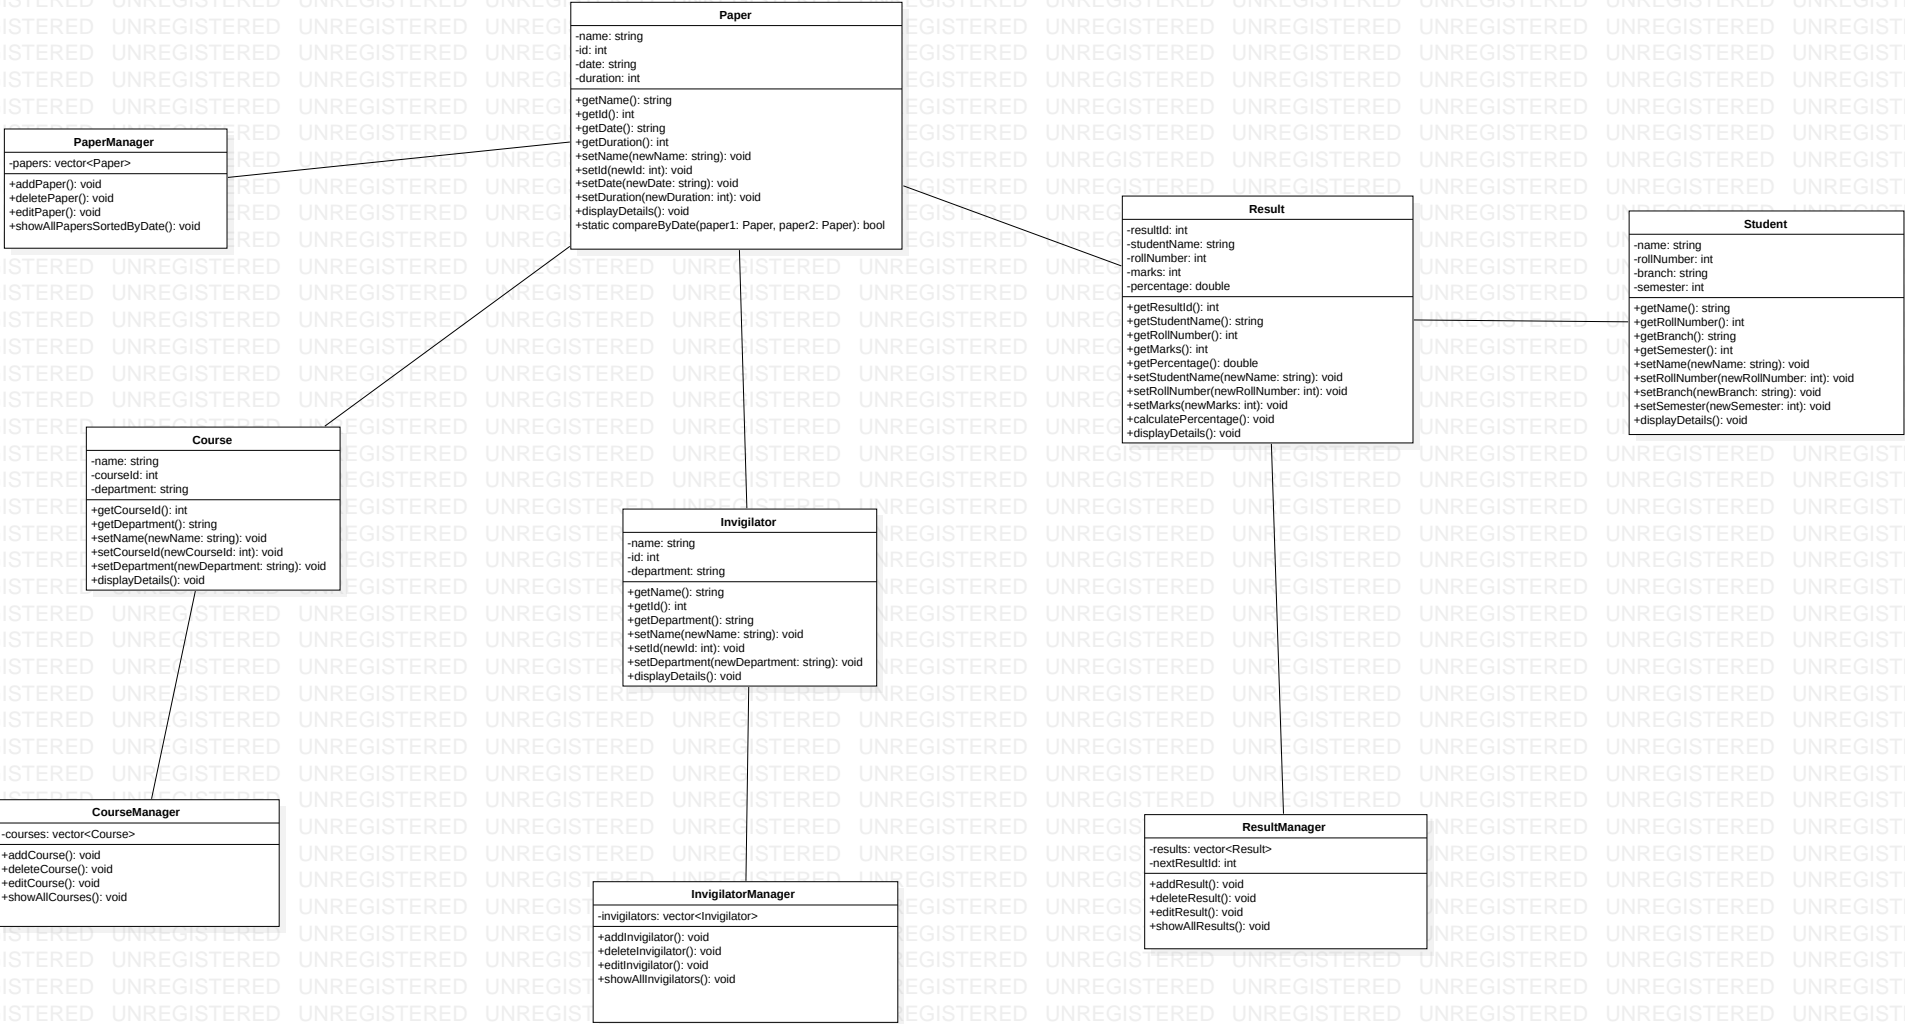 Paper
-name: string
-id: int
-date: string
-duration: int
+getName(): string
+getId(): int
+getDate(): string
+getDuration(): int
+setName(newName: string): void
+setId(newId: int): void
+setDate(newDate: string): void
+setDuration(newDuration: int): void
+displayDetails(): void
+static compareByDate(paper1: Paper, paper2: Paper): bool
PaperManager
-papers: vector<Paper>
+addPaper(): void
+deletePaper(): void
+editPaper(): void
+showAllPapersSortedByDate(): void
Result
-resultId: int
-studentName: string
-rollNumber: int
-marks: int
-percentage: double
+getResultId(): int
+getStudentName(): string
+getRollNumber(): int
+getMarks(): int
+getPercentage(): double
+setStudentName(newName: string): void
+setRollNumber(newRollNumber: int): void
+setMarks(newMarks: int): void
+calculatePercentage(): void
+displayDetails(): void
Student
-name: string
-rollNumber: int
-branch: string
-semester: int
+getName(): string
+getRollNumber(): int
+getBranch(): string
+getSemester(): int
+setName(newName: string): void
+setRollNumber(newRollNumber: int): void
+setBranch(newBranch: string): void
+setSemester(newSemester: int): void
+displayDetails(): void
Course
-name: string
-courseId: int
-department: string
+getCourseId(): int
+getDepartment(): string
+setName(newName: string): void
+setCourseId(newCourseId: int): void
+setDepartment(newDepartment: string): void
+displayDetails(): void
Invigilator
-name: string
-id: int
-department: string
+getName(): string
+getId(): int
+getDepartment(): string
+setName(newName: string): void
+setId(newId: int): void
+setDepartment(newDepartment: string): void
+displayDetails(): void
CourseManager
-courses: vector<Course>
+addCourse(): void
+deleteCourse(): void
+editCourse(): void
+showAllCourses(): void
InvigilatorManager
-invigilators: vector<Invigilator>
+addInvigilator(): void
+deleteInvigilator(): void
+editInvigilator(): void
+showAllInvigilators(): void
ResultManager
-results: vector<Result>
-nextResultId: int
+addResult(): void
+deleteResult(): void
+editResult(): void
+showAllResults(): void
UNREGISTERED